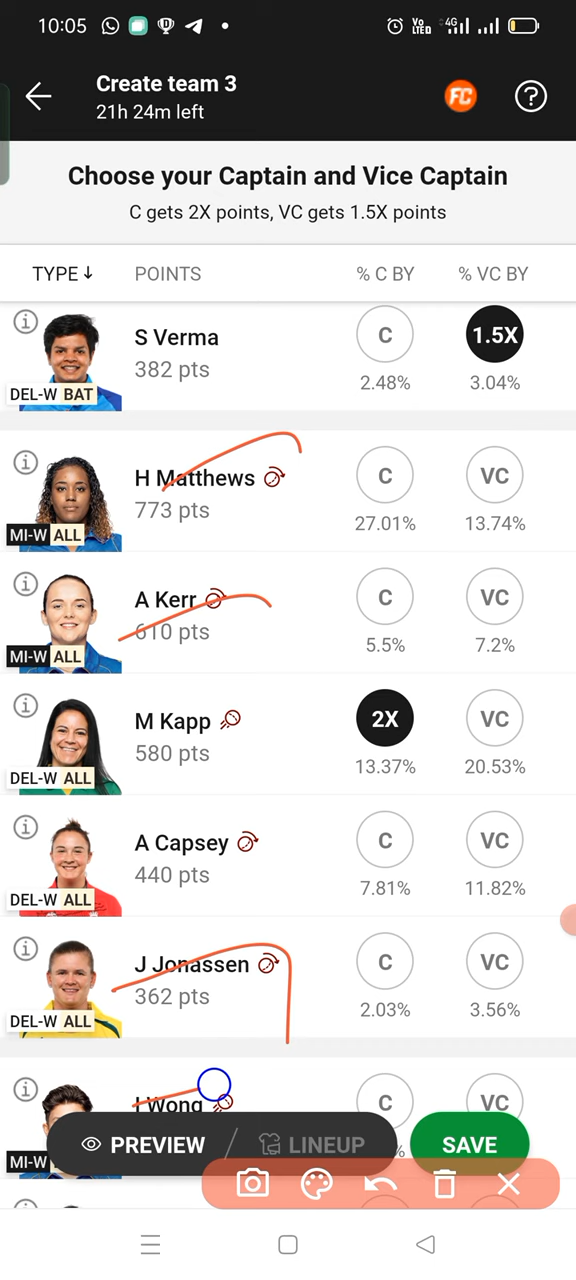 10:05 Vo LTED 4G
Create team 3
21h 24m left
FC ?
Choose your Captain and Vice Captain
C gets 2X points, VC gets 1.5X points
TYPE↓ POINTS % C BY % VC BY
S Verma C 1.5X
382 pts 2.48% 3.04%
DEL-W BAT
H Matthews C VC
773 pts 27.01% 13.74%
MI-W ALL
A Kerr C VC
610 pts 5.5% 7.2%
MI-W ALL
M Kapp 2X VC
580 pts 13.37% 20.53%
DEL-W ALL
A Capsey C VC
440 pts 7.81% 11.82%
DEL-W ALL
J Jonassen C VC
362 pts 2.03% 3.56%
DEL-W ALL
I Wong C VC
PREVIEW / LINEUP % SAVE
MI-W